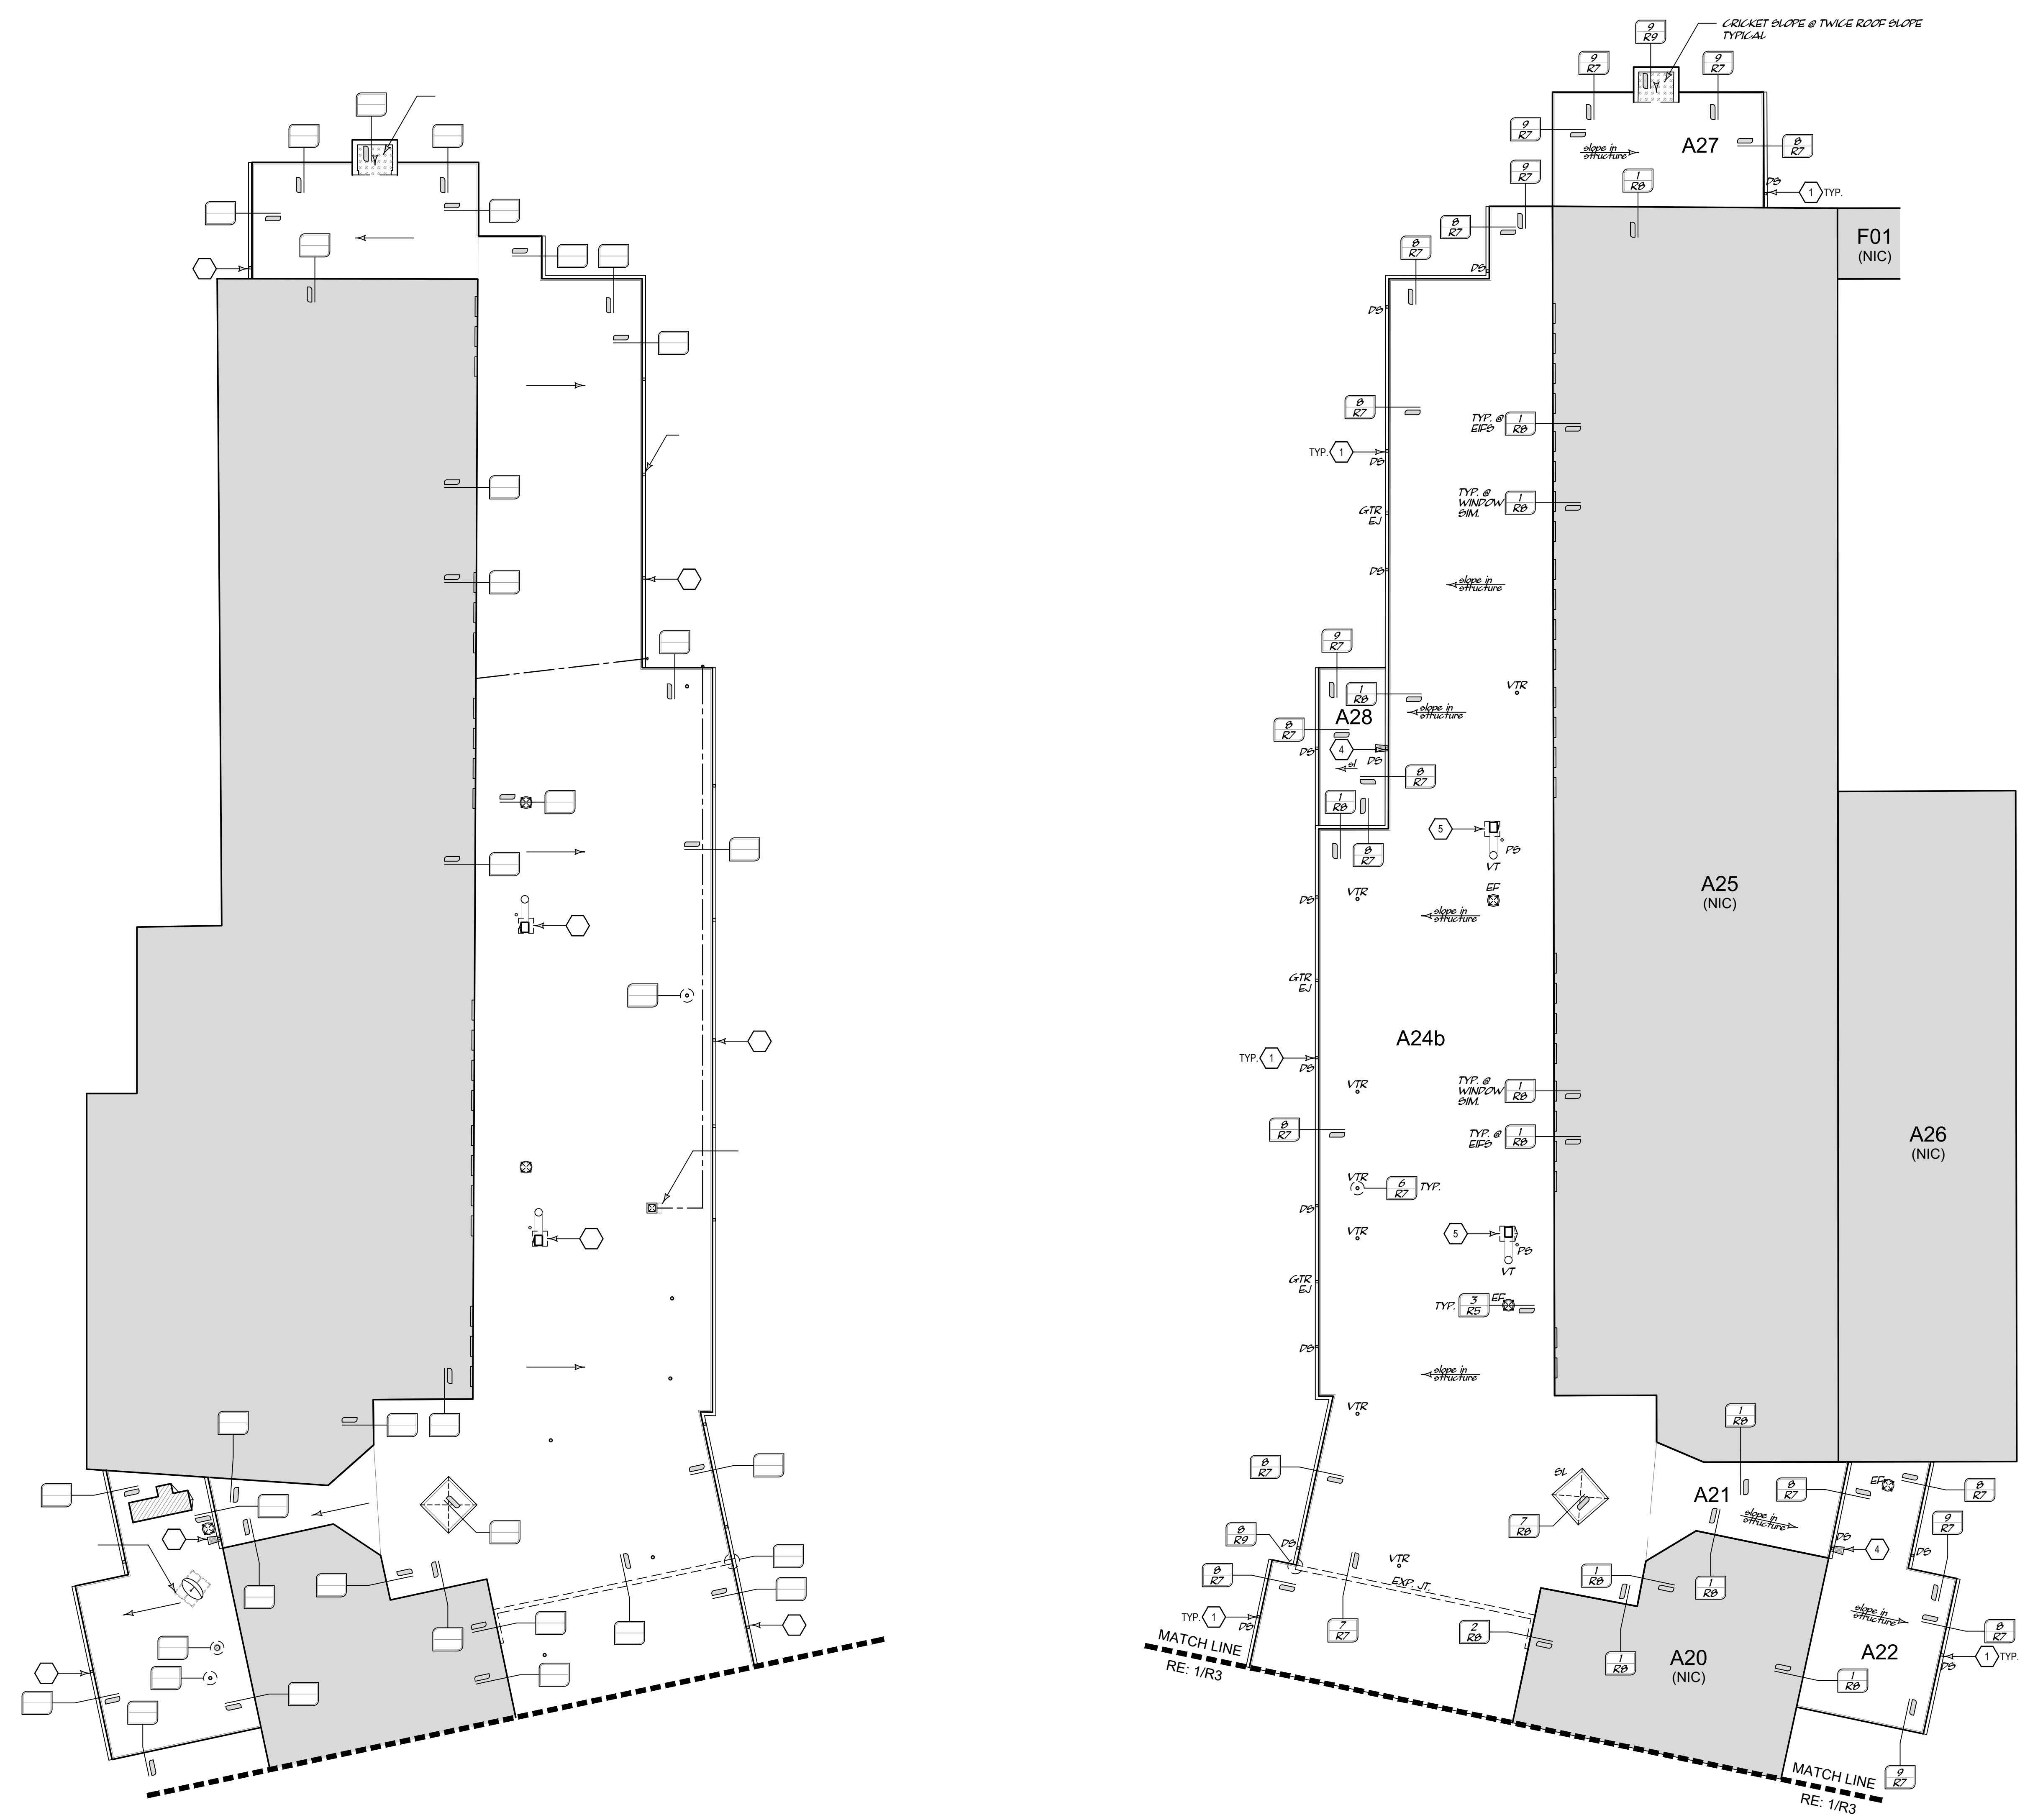 9
R9
CRICKET SLOPE @ TWICE ROOF SLOPE
TYPICAL
9
R7
9
R7
9
R7
A27
8
R7
slope in
structure
9
R7
1
R8
DS
1 TYP.
8
R7
8
R7
F01
(NIC)
DS
DS
8
R7
TYP. @
EIFS
1
R8
TYP. 1
DS
TYP. @
WINDOW
SIM.
1
R8
GTR
EJ
DS
slope in
structure
9
R7
1
R8
VTR
A28
slope in
structure
8
R7
DS
4
DS
sl
8
R7
1
R8
5
DS
VT
8
R7
EF
A25
(NIC)
VTR
DS
slope in
structure
GTR
EJ
A24b
TYP. 1
DS
VTR
TYP. @
WINDOW
SIM.
1
R8
8
R7
TYP. @
EIFS
1
R8
A26
(NIC)
VTR
6
R7
TYP.
DS
VTR
5
DS
VT
GTR
EJ
TYP.
3
R5
EF
DS
slope in
structure
VTR
1
R8
8
R7
SL
A21
8
R7
EF
8
R7
7
R8
slope in
structure
9
R7
8
R9
DS
DS
4
DS
VTR
8
R7
EXP. JT.
1
R8
1
R8
TYP. 1
DS
7
R7
2
R8
slope in
structure
8
R7
MATCH LINE
RE: 1/R3
1
R8
A20
(NIC)
A22
1 TYP.
DS
1
R8
MATCH LINE
RE: 1/R3
9
R7